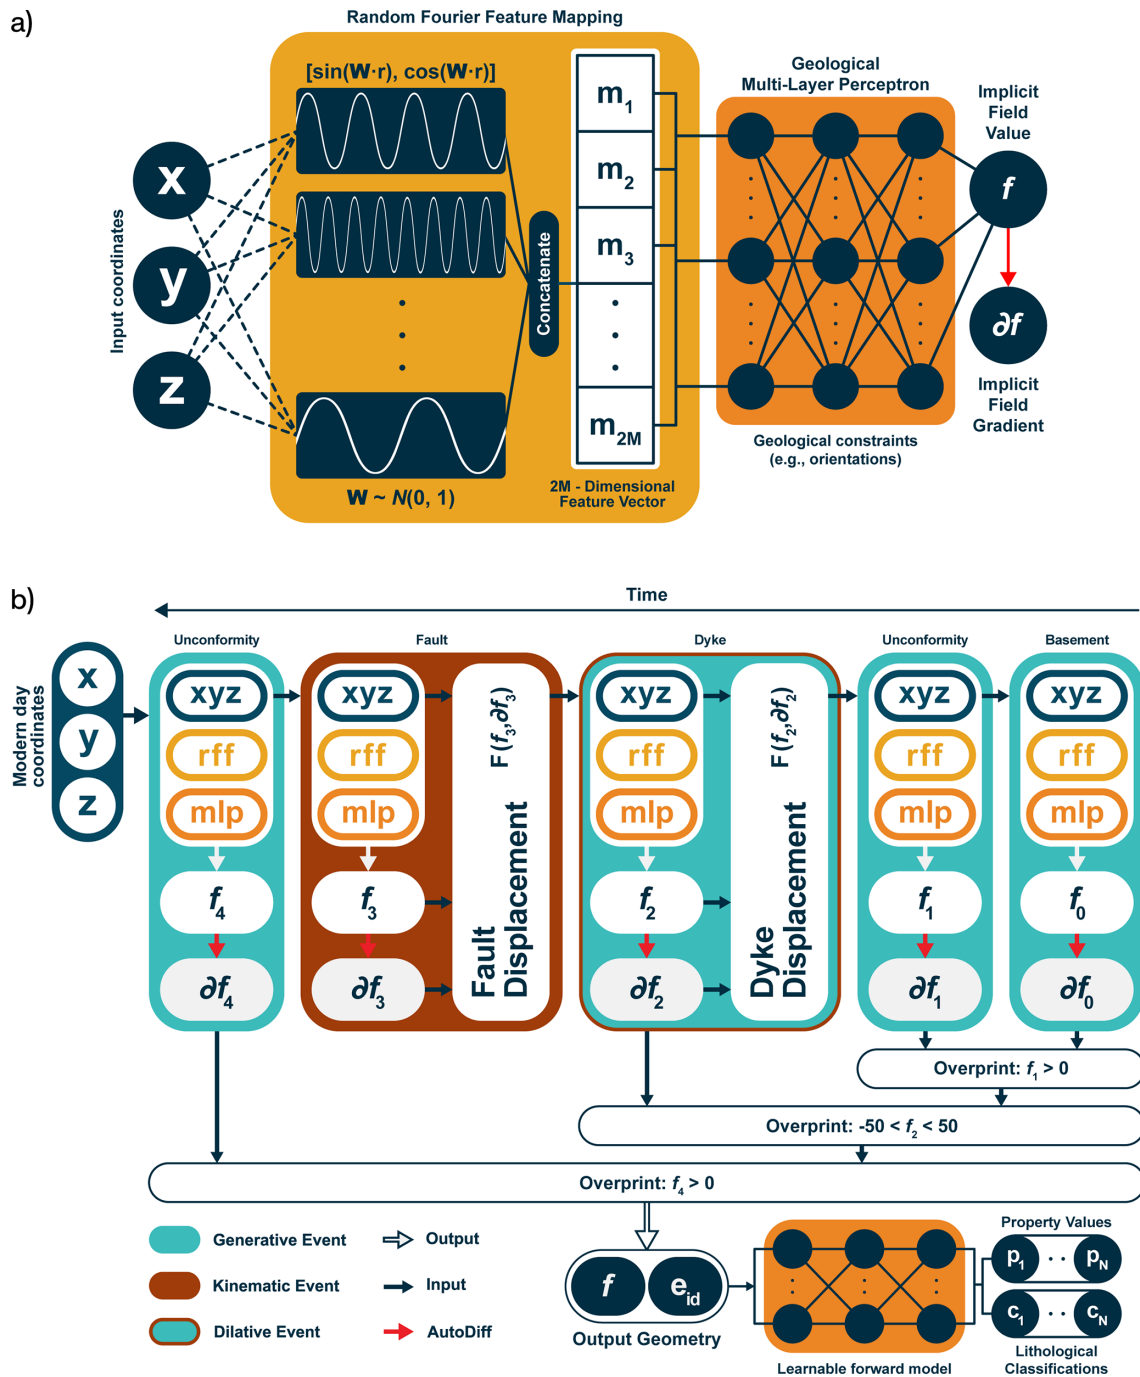 a)
Random Fourier Feature Mapping
[sin(W·r), cos(W·r)]
Input coordinates
x
y
z
W ~ N(0, 1)
Concatenate
m1
m2
m3
m2M
2M - Dimensional
Feature Vector
Geological
Multi-Layer Perceptron
Geological constraints
(e.g., orientations)
Implicit
Field
Value
f
∂f
Implicit
Field
Gradient
b)
Time
Modern day
coordinates
x
y
z
Unconformity
Fault
Dyke
Unconformity
Basement
xyz
rff
mlp
f4
∂f4
xyz
rff
mlp
f3
∂f3
Fault
Displacement
F(f3,∂f3)
xyz
rff
mlp
f2
∂f2
Dyke
Displacement
F(f2,∂f2)
xyz
rff
mlp
f1
∂f1
xyz
rff
mlp
f0
∂f0
Overprint: f1 > 0
Overprint: -50 < f2 < 50
Overprint: f4 > 0
Generative Event
Kinematic Event
Dilative Event
Output
Input
AutoDiff
f
eid
Output Geometry
Learnable forward model
Property Values
p1 · · pN
c1 · · cN
Lithological
Classifications